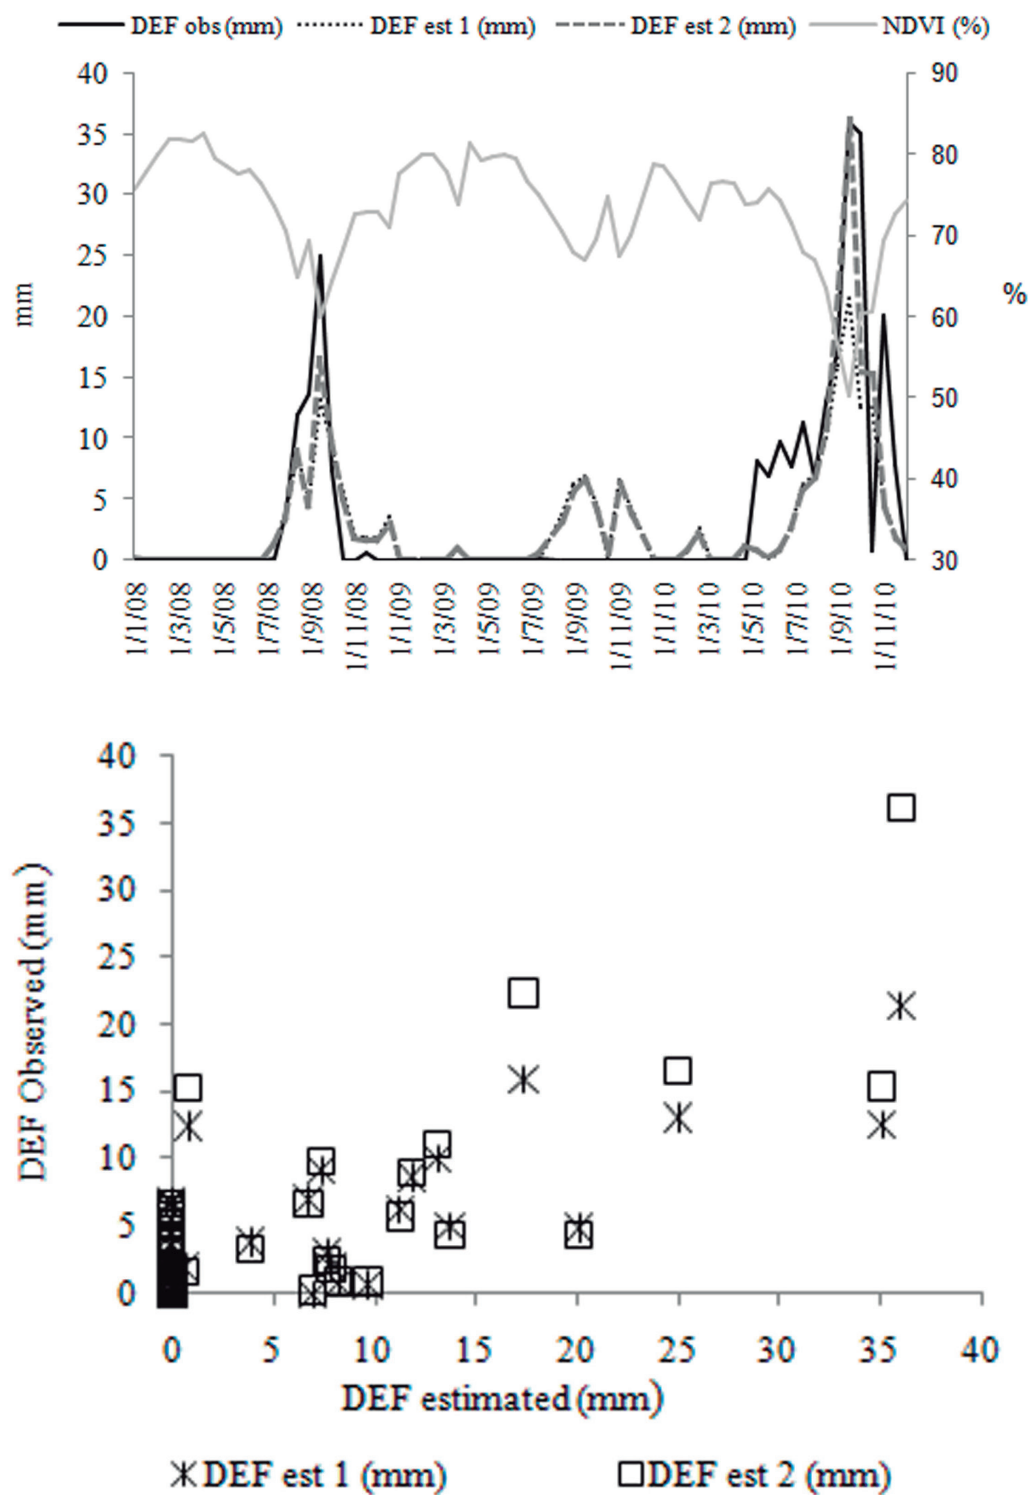 DEF obs (mm) DEF est 1 (mm) DEF est 2 (mm) NDVI (%)
40 90
35 80
30
70
25
mm 20 60 %
15
50
10
40
5
0 30
1/1/08 1/3/08 1/5/08 1/7/08 1/9/08 1/11/08 1/1/09 1/3/09 1/5/09 1/7/09 1/9/09 1/11/09 1/1/10 1/3/10 1/5/10 1/7/10 1/9/10 1/11/10
DEF Observed (mm)
40
35
30
25
20
15
10
5
0
0 5 10 15 20 25 30 35 40
DEF estimated (mm)
DEF est 1 (mm) DEF est 2 (mm)